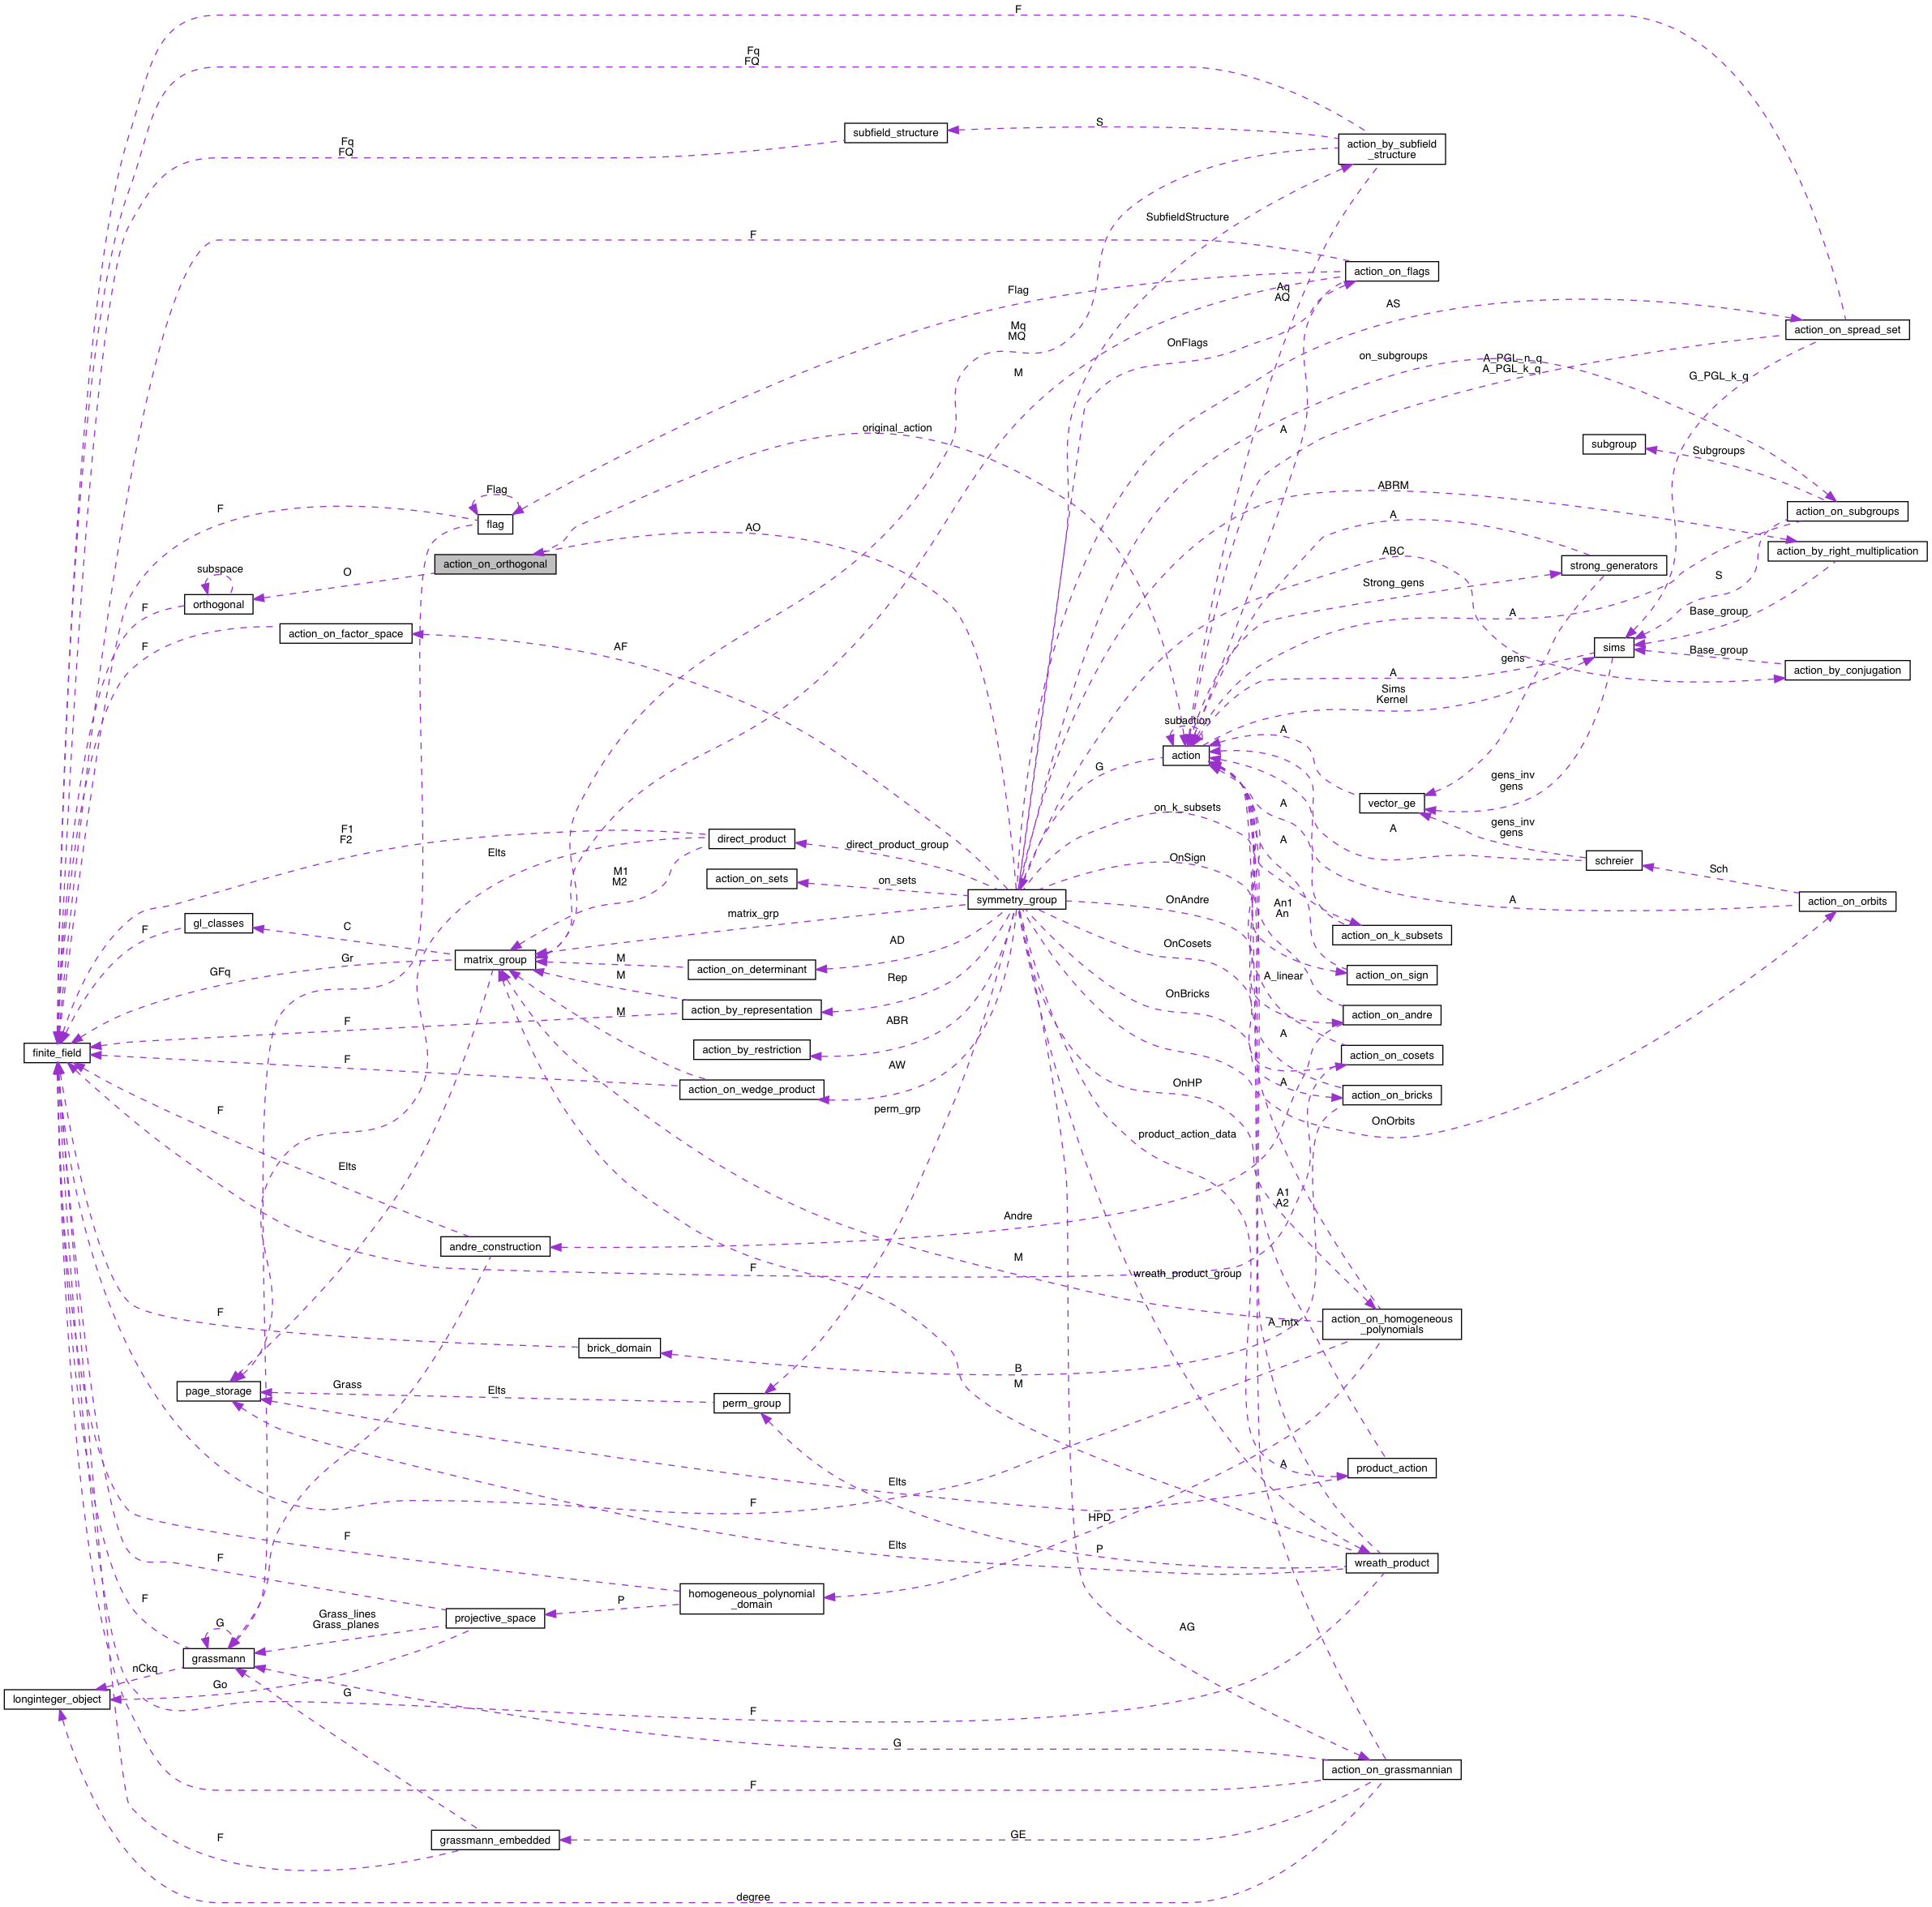 F
Fq
FQ
S
subfield_structure
action_by_subfield
_structure
Fq
FQ
SubfieldStructure
F
action_on_flags
Flag
Aq
AQ
AS
Mq
MQ
action_on_spread_set
OnFlags
on_subgroups
A_PGL_n_q
A_PGL_k_q
M
G_PGL_k_q
original_action
A
subgroup
Subgroups
ABRM
Flag
F
A
action_on_subgroups
flag
AO
ABC
action_by_right_multiplication
action_on_orthogonal
strong_generators
subspace
O
Strong_gens
S
orthogonal
F
A
Base_group
action_on_factor_space
F
AF
sims
gens
Base_group
A
action_by_conjugation
Sims
Kernel
subaction
A
action
G
gens_inv
gens
vector_ge
on_k_subsets
A
F1
F2
direct_product
direct_product_group
A
A
gens_inv
gens
Elts
OnSign
schreier
Sch
M1
M2
action_on_sets
on_sets
symmetry_group
OnAndre
An1
An
A
action_on_orbits
gl_classes
C
matrix_grp
F
action_on_k_subsets
AD
OnCosets
matrix_group
Gr
GFq
M
action_on_determinant
A_linear
action_on_sign
M
Rep
OnBricks
action_by_representation
M
F
action_on_andre
ABR
finite_field
action_by_restriction
A
action_on_cosets
F
AW
action_on_wedge_product
OnHP
A
action_on_bricks
F
perm_grp
OnOrbits
product_action_data
Elts
A1
A2
Andre
andre_construction
M
F
wreath_product_group
F
A_mtx
action_on_homogeneous
_polynomials
brick_domain
B
M
page_storage
Grass
Elts
perm_group
A
product_action
Elts
F
HPD
F
Elts
P
wreath_product
F
homogeneous_polynomial
_domain
F
P
Grass_lines
Grass_planes
projective_space
G
AG
grassmann
nCkq
Go
G
longinteger_object
F
G
action_on_grassmannian
F
grassmann_embedded
F
GE
degree